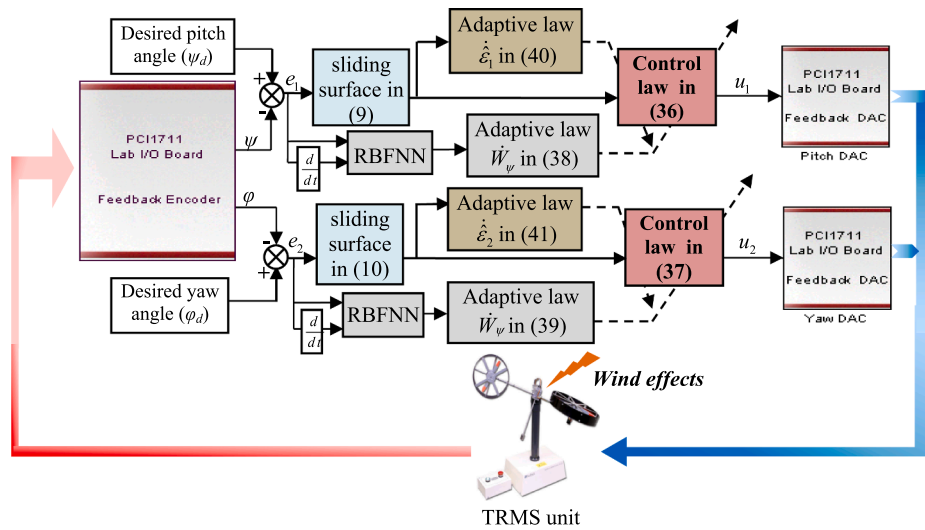 Desired pitch
angle (ψd)
+
-
e1
sliding
surface in
(9)
Adaptive law
ε̂̇1 in (40)
Control
law in
(36)
u1
PCI1711
Lab I/O Board
Feedback DAC
Pitch DAC
PCI1711
Lab I/O Board
Feedback Encoder
ψ
d
dt
RBFNN
Adaptive law
Ẇψ in (38)
φ
-
+
e2
sliding
surface
in (10)
Adaptive law
ε̂̇2 in (41)
Control
law in
(37)
u2
PCI1711
Lab I/O Board
Feedback DAC
Yaw DAC
Desired yaw
angle (φd)
d
dt
RBFNN
Adaptive law
Ẇψ in (39)
Wind effects
TRMS unit